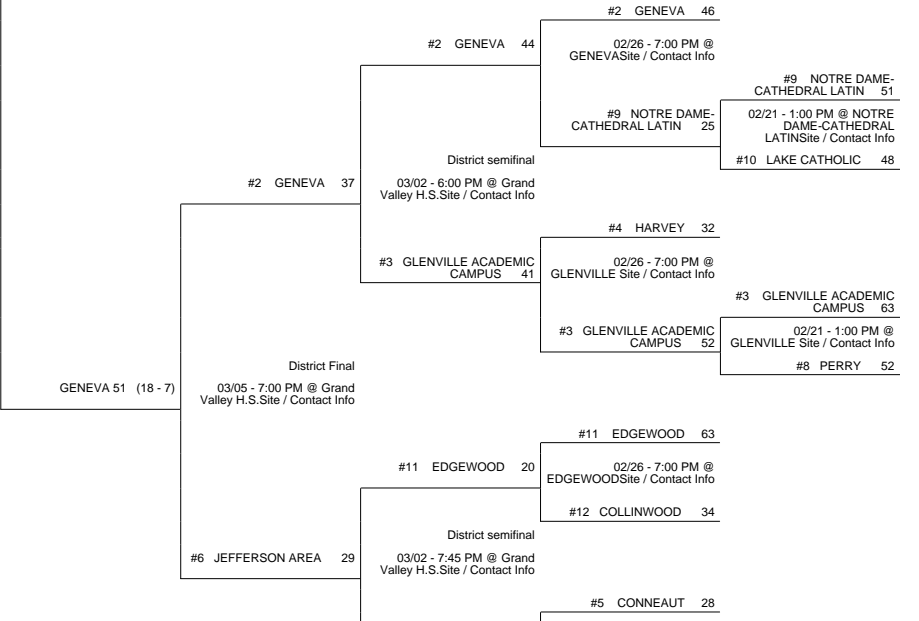 #2 GENEVA 46
#2 GENEVA 44
02/26 - 7:00 PM @
GENEVASite / Contact Info
#9 NOTRE DAME-
CATHEDRAL LATIN 51
#9 NOTRE DAME-
CATHEDRAL LATIN 25
02/21 - 1:00 PM @ NOTRE
DAME-CATHEDRAL
LATINSite / Contact Info
#10 LAKE CATHOLIC 48
District semifinal
03/02 - 6:00 PM @ Grand
Valley H.S.Site / Contact Info
#2 GENEVA 37
#4 HARVEY 32
#3 GLENVILLE ACADEMIC
CAMPUS 41
02/26 - 7:00 PM @
GLENVILLE Site / Contact Info
#3 GLENVILLE ACADEMIC
CAMPUS 63
#3 GLENVILLE ACADEMIC
CAMPUS 52
02/21 - 1:00 PM @
GLENVILLE Site / Contact Info
#8 PERRY 52
District Final
03/05 - 7:00 PM @ Grand
Valley H.S.Site / Contact Info
GENEVA 51 (18 - 7)
#11 EDGEWOOD 63
#11 EDGEWOOD 20
02/26 - 7:00 PM @
EDGEWOODSite / Contact Info
#12 COLLINWOOD 34
District semifinal
03/02 - 7:45 PM @ Grand
Valley H.S.Site / Contact Info
#6 JEFFERSON AREA 29
#5 CONNEAUT 28